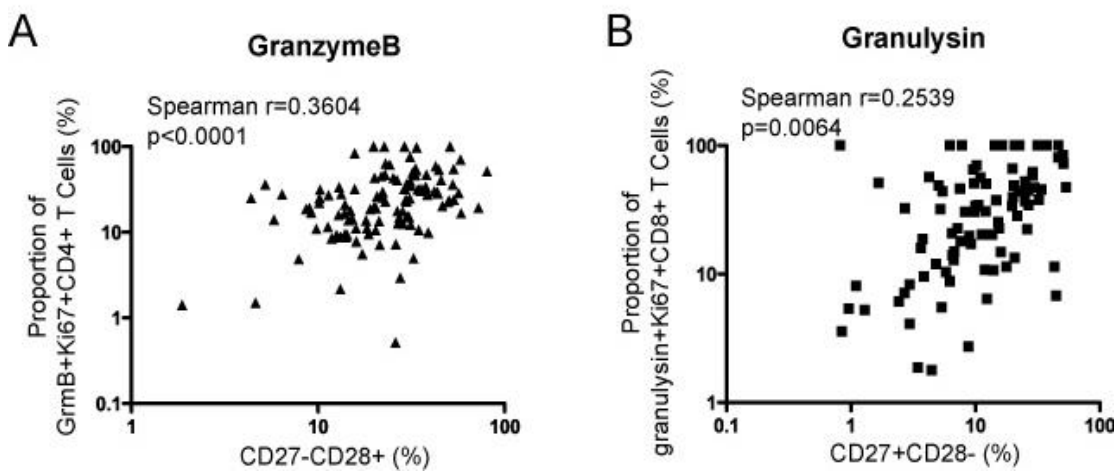 A
GranzymeB
Spearman r=0.3604
p<0.0001
Proportion of
GrmB+Ki67+CD4+ T Cells (%)
100
10
1
0.1
1
10
100
CD27-CD28+ (%)
B
Granulysin
Spearman r=0.2539
p=0.0064
Proportion of
granulysin+Ki67+CD8+ T Cells (%)
100
10
1
0.1
1
10
100
CD27+CD28- (%)